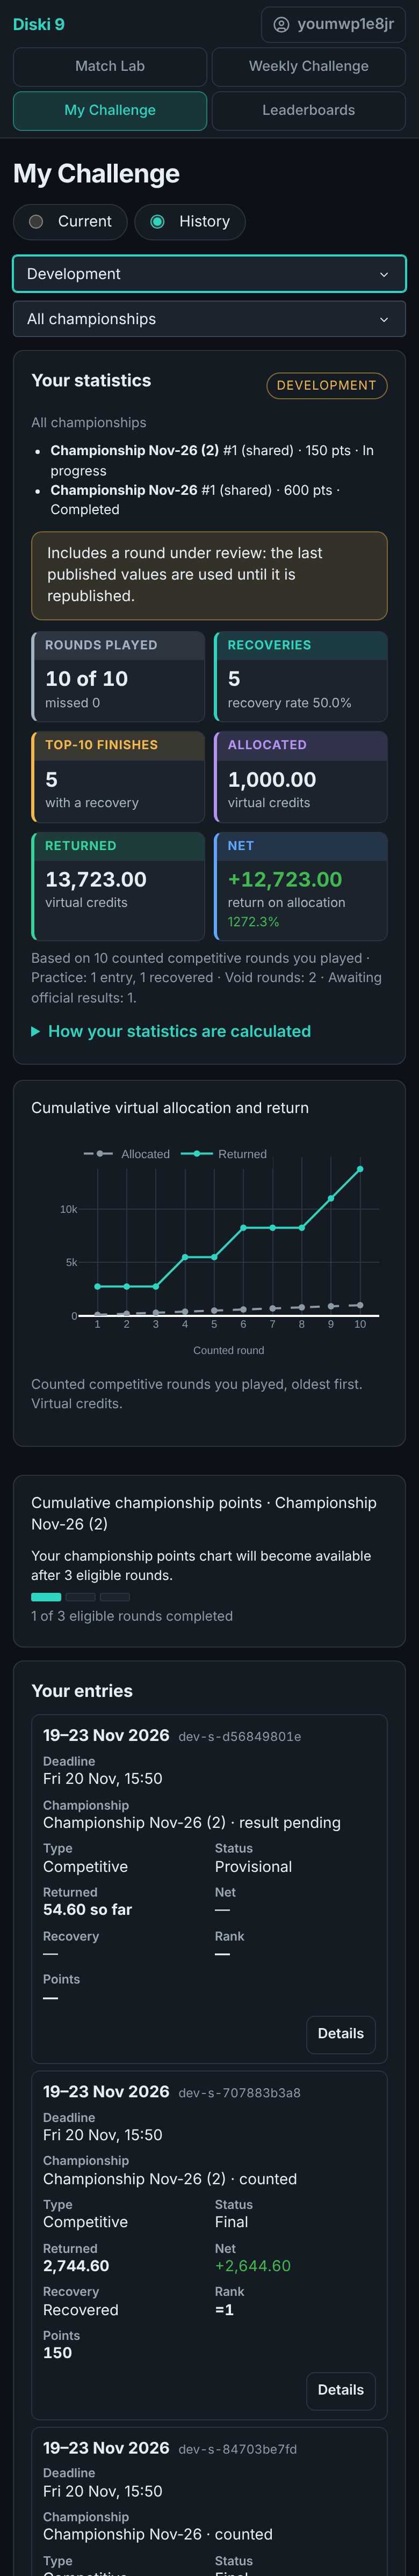 Diski 9
youmwp1e8jr
Match Lab
Weekly Challenge
My Challenge
Leaderboards
My Challenge
Current
History
Development
All championships
Your statistics
DEVELOPMENT
All championships
• Championship Nov-26 (2) #1 (shared) · 150 pts · In
progress
• Championship Nov-26 #1 (shared) · 600 pts ·
Completed
Includes a round under review: the last
published values are used until it is
republished.
ROUNDS PLAYED
10 of 10
missed 0
RECOVERIES
5
recovery rate 50.0%
TOP-10 FINISHES
5
with a recovery
ALLOCATED
1,000.00
virtual credits
RETURNED
13,723.00
virtual credits
NET
+12,723.00
return on allocation
1272.3%
Based on 10 counted competitive rounds you played ·
Practice: 1 entry, 1 recovered · Void rounds: 2 · Awaiting
official results: 1.
How your statistics are calculated
Cumulative virtual allocation and return
Allocated
Returned
10k
5k
0
1 2 3 4 5 6 7 8 9 10
Counted round
Counted competitive rounds you played, oldest first.
Virtual credits.
Cumulative championship points · Championship
Nov-26 (2)
Your championship points chart will become available
after 3 eligible rounds.
1 of 3 eligible rounds completed
Your entries
19–23 Nov 2026 dev-s-d56849801e
Deadline
Fri 20 Nov, 15:50
Championship
Championship Nov-26 (2) · result pending
Type
Competitive
Status
Provisional
Returned
54.60 so far
Net
—
Recovery
—
Rank
—
Points
—
Details
19–23 Nov 2026 dev-s-707883b3a8
Deadline
Fri 20 Nov, 15:50
Championship
Championship Nov-26 (2) · counted
Type
Competitive
Status
Final
Returned
2,744.60
Net
+2,644.60
Recovery
Recovered
Rank
=1
Points
150
Details
19–23 Nov 2026 dev-s-84703be7fd
Deadline
Fri 20 Nov, 15:50
Championship
Championship Nov-26 · counted
Type
Status